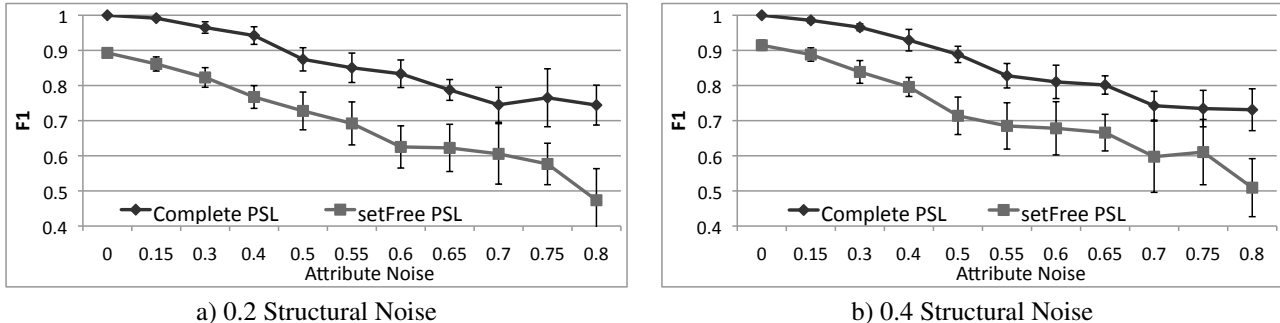 1
0.9
0.8
0.7
0.6
0.5
0.4
F1
Complete PSL
setFree PSL
0 0.15 0.3 0.4 0.5 0.55 0.6 0.65 0.7 0.75 0.8
Attribute Noise
a) 0.2 Structural Noise
1
0.9
0.8
0.7
0.6
0.5
0.4
F1
Complete PSL
setFree PSL
0 0.15 0.3 0.4 0.5 0.55 0.6 0.65 0.7 0.75 0.8
Attribute Noise
b) 0.4 Structural Noise